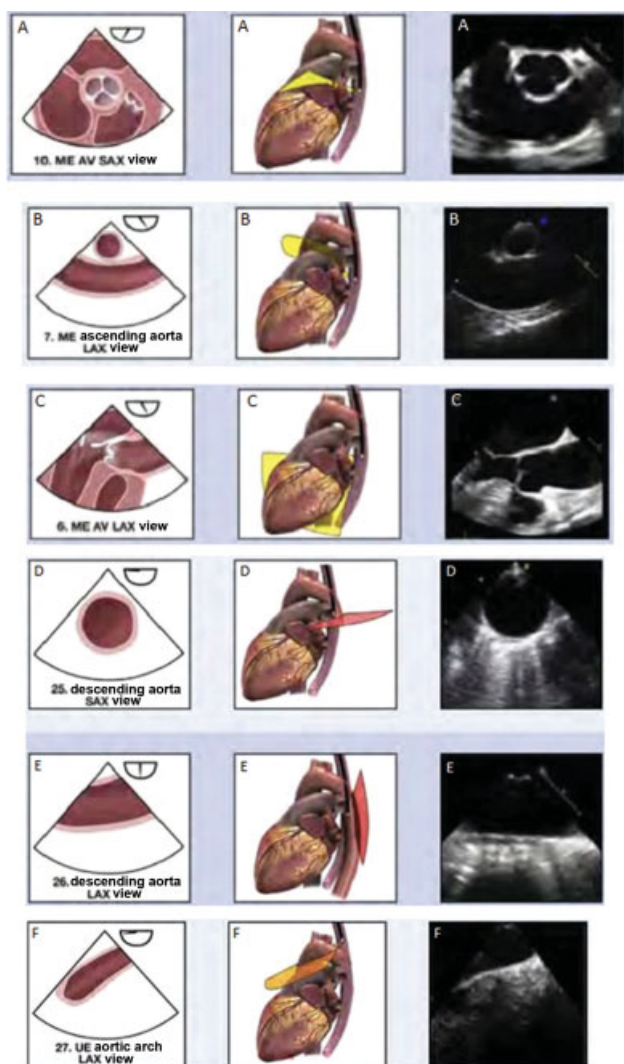 A A A
10. ME AV SAX view
B B B
7. ME ascending aorta
LAX view
C C C
6. ME AV LAX view
D D D
25. descending aorta
SAX view
E E E
26. descending aorta
LAX view
F F F
27. UE aortic arch
LAX view